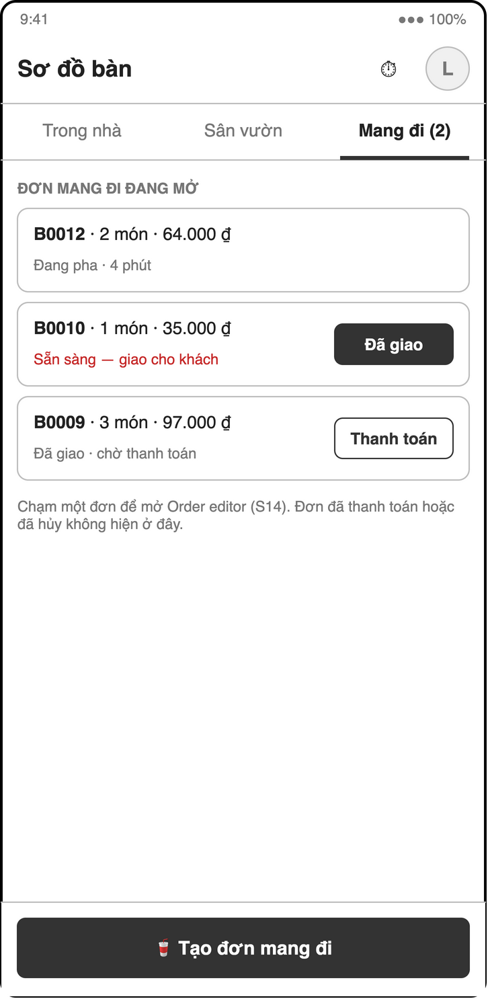 9:41
●●● 100%
Sơ đồ bàn
⏱ L
Trong nhà
Sân vườn
Mang đi (2)
ĐƠN MANG ĐI ĐANG MỞ
B0012 · 2 món · 64.000 ₫
Đang pha · 4 phút
B0010 · 1 món · 35.000 ₫
Sẵn sàng — giao cho khách
Đã giao
B0009 · 3 món · 97.000 ₫
Đã giao · chờ thanh toán
Thanh toán
Chạm một đơn để mở Order editor (S14). Đơn đã thanh toán hoặc
đã hủy không hiện ở đây.
🥤 Tạo đơn mang đi